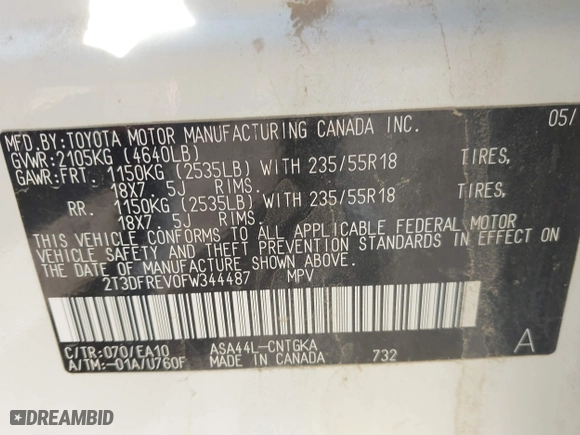 MFD.BY:TOYOTA MOTOR MANUFACTURING CANADA INC. 05/
GVWR:2105KG (4640LB)
GAWR:FRT. 1150KG (2535LB) WITH 235/55R18 TIRES,
18X7. 5J RIMS.
RR. 1150KG (2535LB) WITH 235/55R18 TIRES,
18X7. 5J RIMS.
THIS VEHICLE CONFORMS TO ALL APPLICABLE FEDERAL MOTOR
VEHICLE SAFETY AND THEFT PREVENTION STANDARDS IN EFFECT ON
THE DATE OF MANUFACTURE SHOWN ABOVE.
2T3DFREV0FW344487 MPV
C/TR:070/EA10 ASA44L-CNTGKA A
A/TM:-01A/U760F MADE IN CANADA 732
DREAMBID